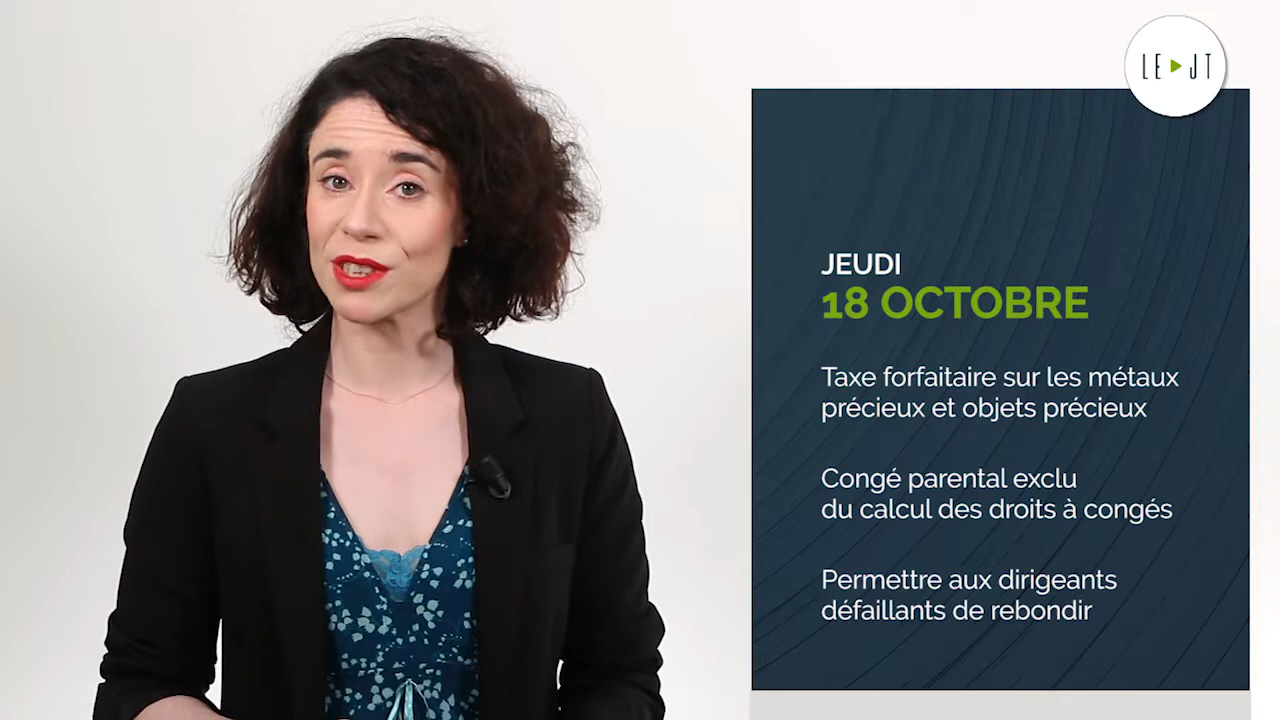 LE JT
JEUDI
18 OCTOBRE
Taxe forfaitaire sur les métaux
précieux et objets précieux
Congé parental exclu
du calcul des droits à congés
Permettre aux dirigeants
défaillants de rebondir